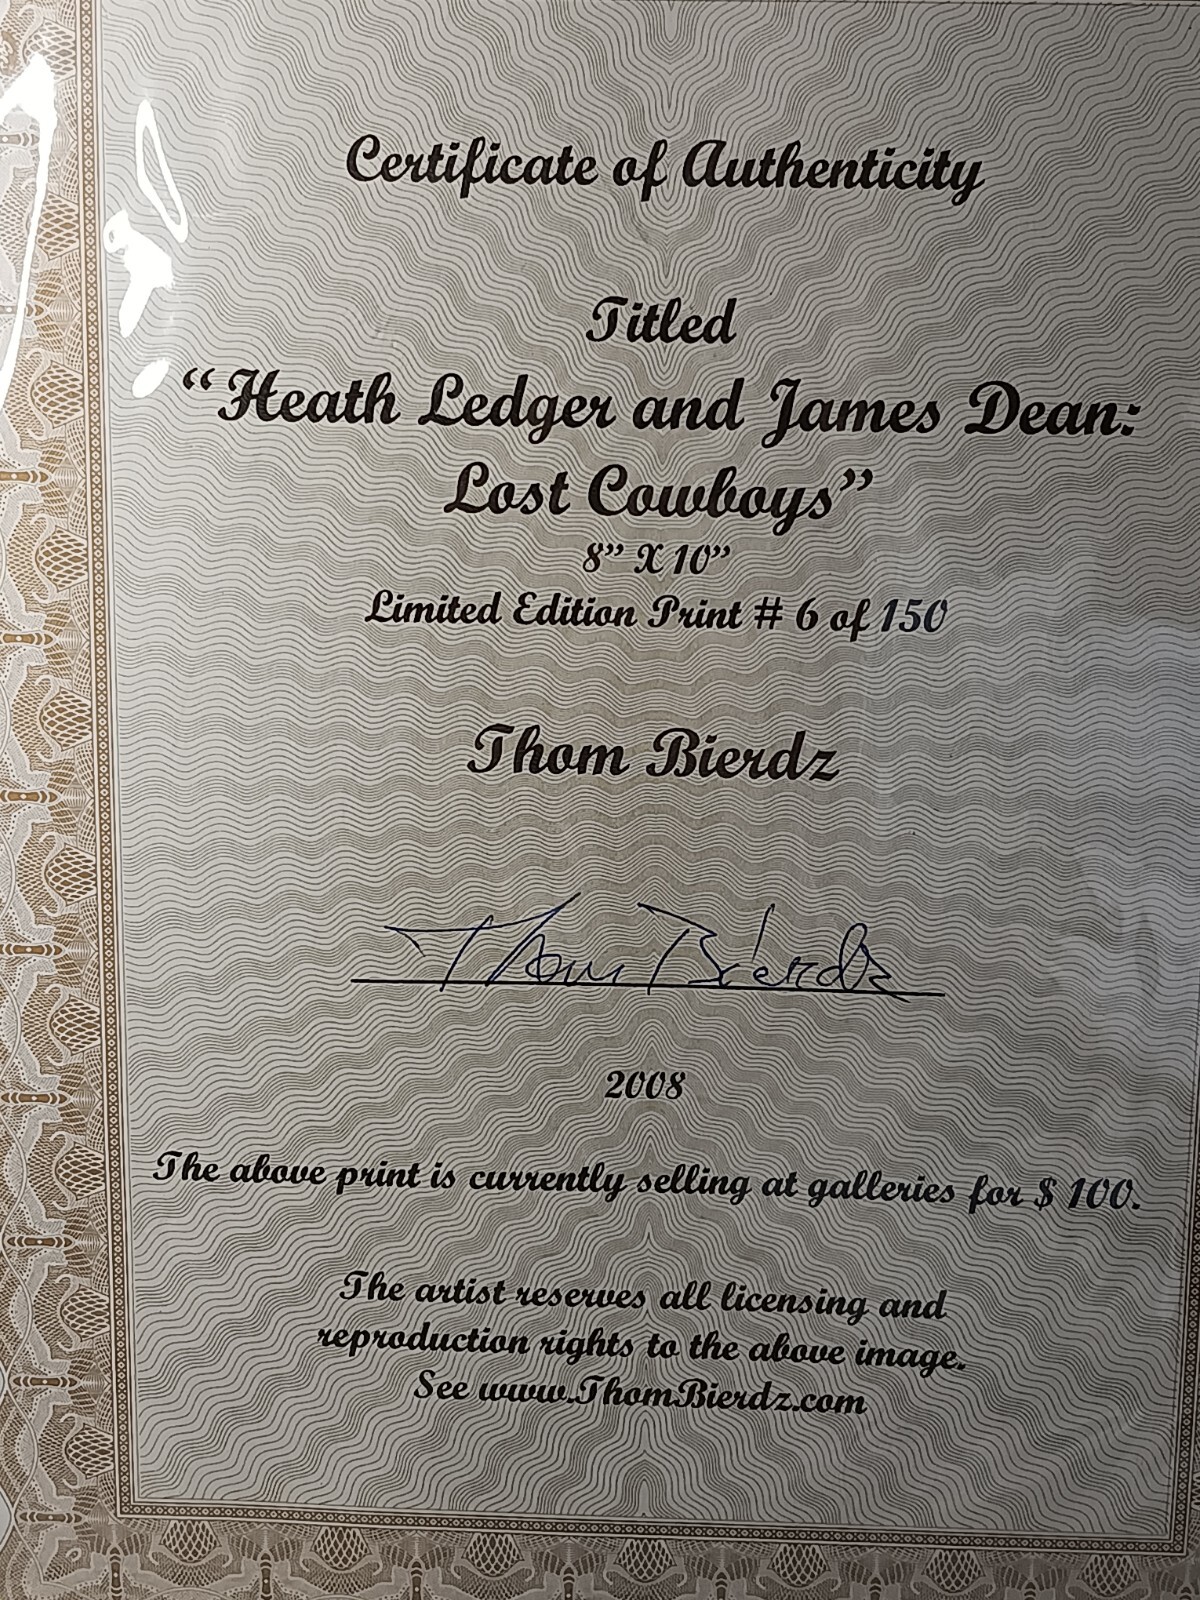 Certificate of Authenticity
Titled
“Heath Ledger and James Dean:
Lost Cowboys”
8” X 10”
Limited Edition Print # 6 of 150
Thom Bierdz
Thom Bierdz
2008
The above print is currently selling at galleries for $ 100.
The artist reserves all licensing and
reproduction rights to the above image.
See www.ThomBierdz.com